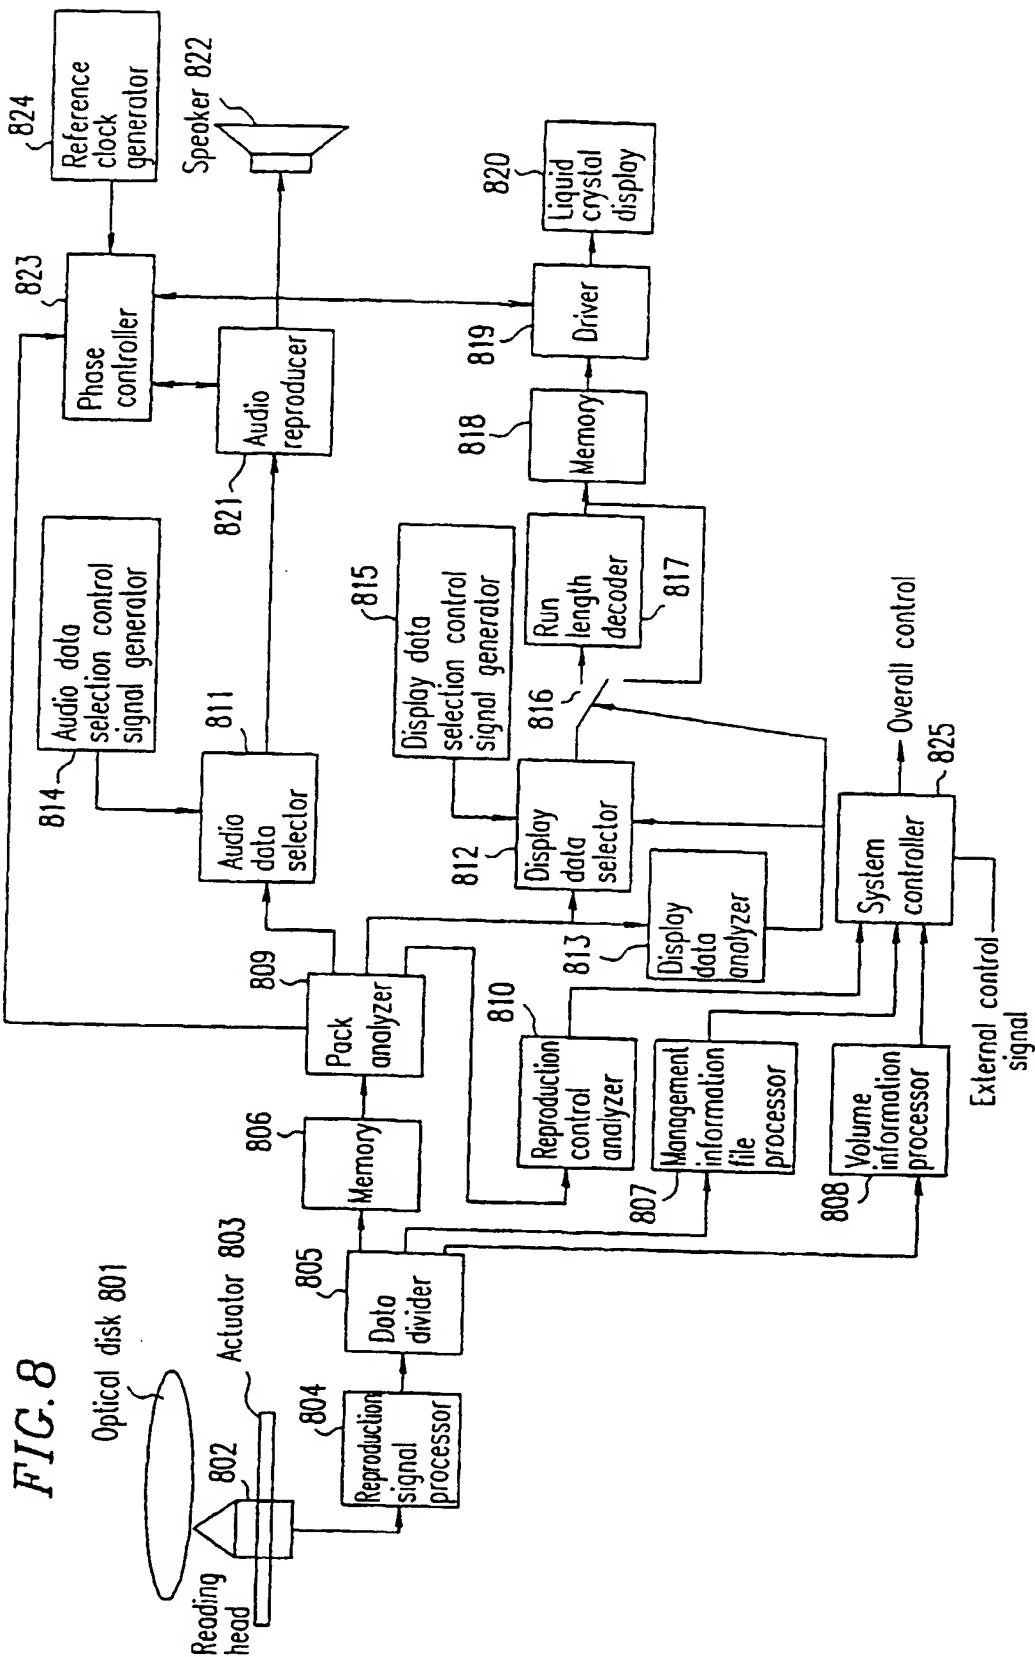 FIG. 8
Optical disk 801
Actuator 803
802
Reading
head
804
Reproduction
signal
processor
805
Data
divider
806
Memory
809
Pack
analyzer
814
Audio data
selection control
signal generator
811
Audio
data
selector
821
Audio
reproducer
823
Phase
controller
824
Reference
clock
generator
Speaker 822
815
Display data
selection control
signal generator
812
Display
data
selector
813
Display
data
analyzer
816
Run
length
decoder
817
818
Memory
819
Driver
820
Liquid
crystal
display
810
Reproduction
control
analyzer
807
Management
information
file
processor
808
Volume
information
processor
System
controller
825
Overall control
External control
signal